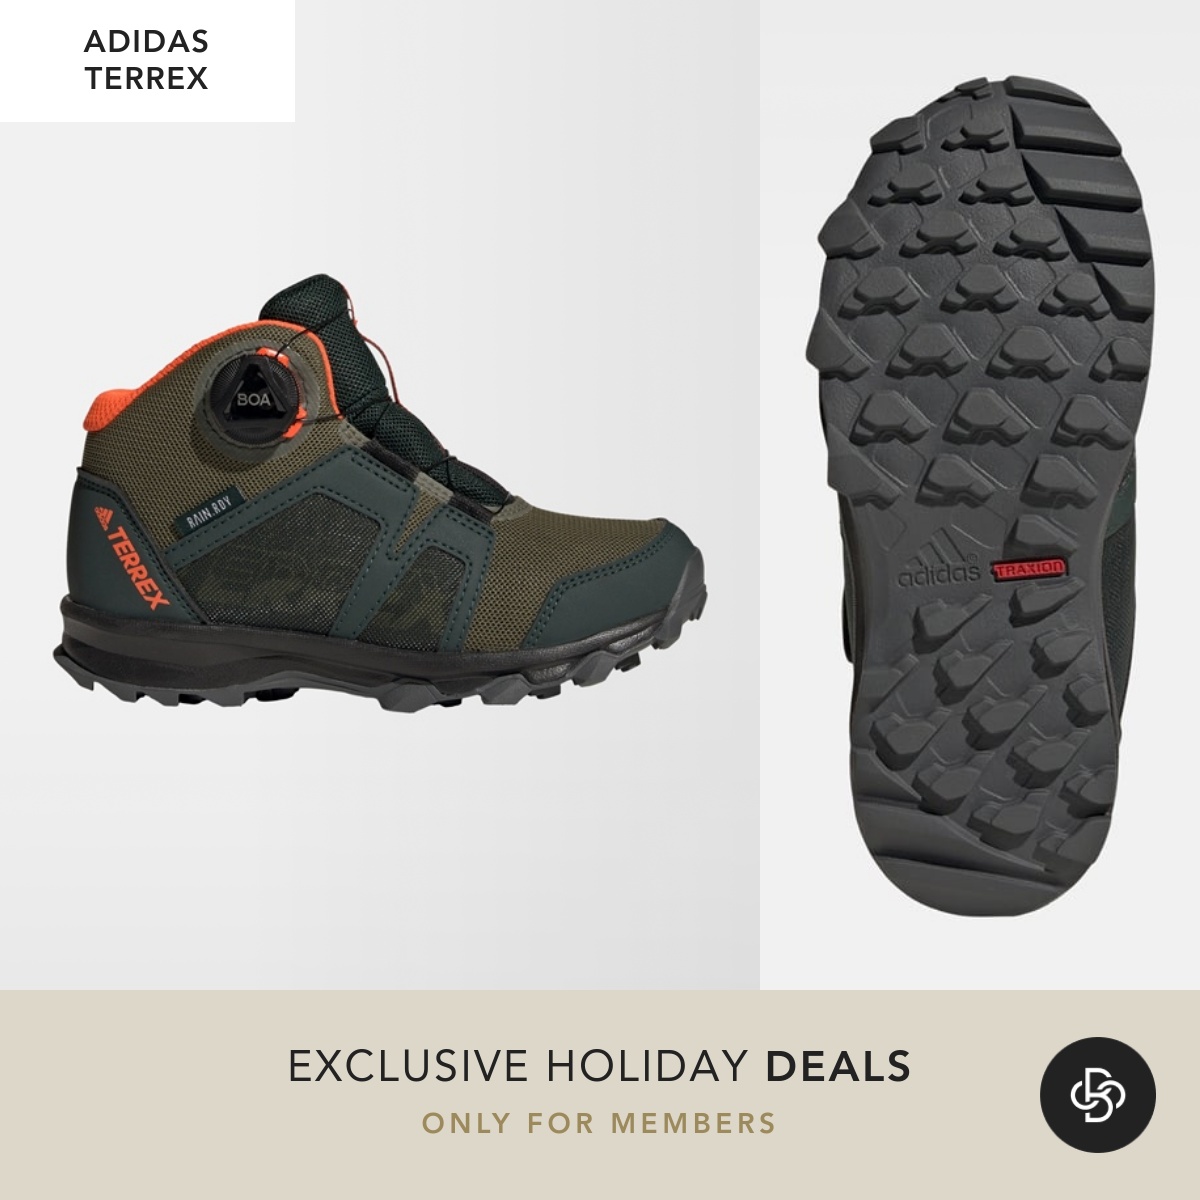 ADIDAS
TERREX
BOA
RAIN.RDY
TERREX
adidas® TRAXION
EXCLUSIVE HOLIDAY DEALS
ONLY FOR MEMBERS